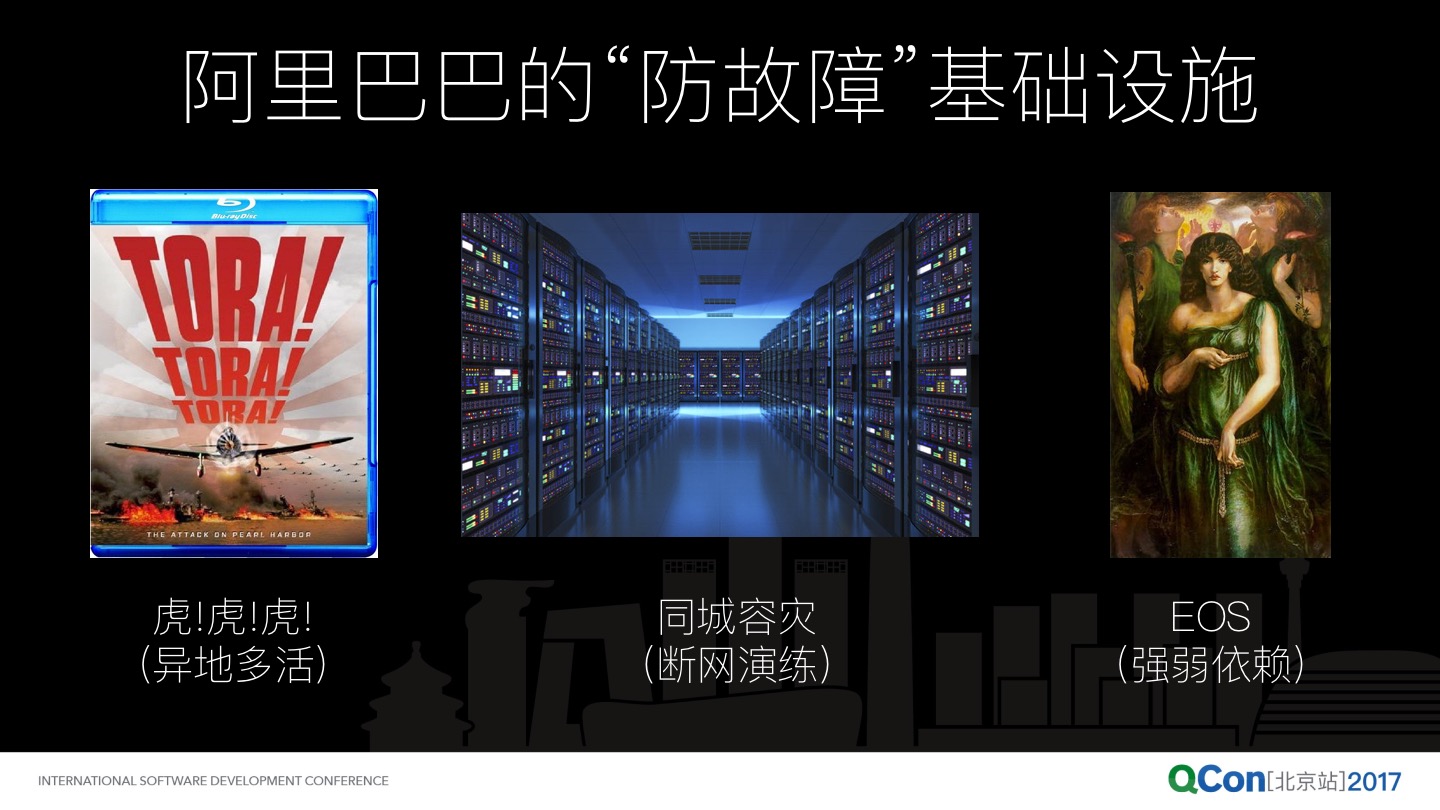 阿里巴巴的“防故障”基础设施
Blu-ray Disc
TORA!
TORA!
TORA!
THE ATTACK ON PEARL HARBOR
虎!虎!虎!
(异地多活)
同城容灾
(断网演练)
EOS
(强弱依赖)
INTERNATIONAL SOFTWARE DEVELOPMENT CONFERENCE
QCon[北京站]2017